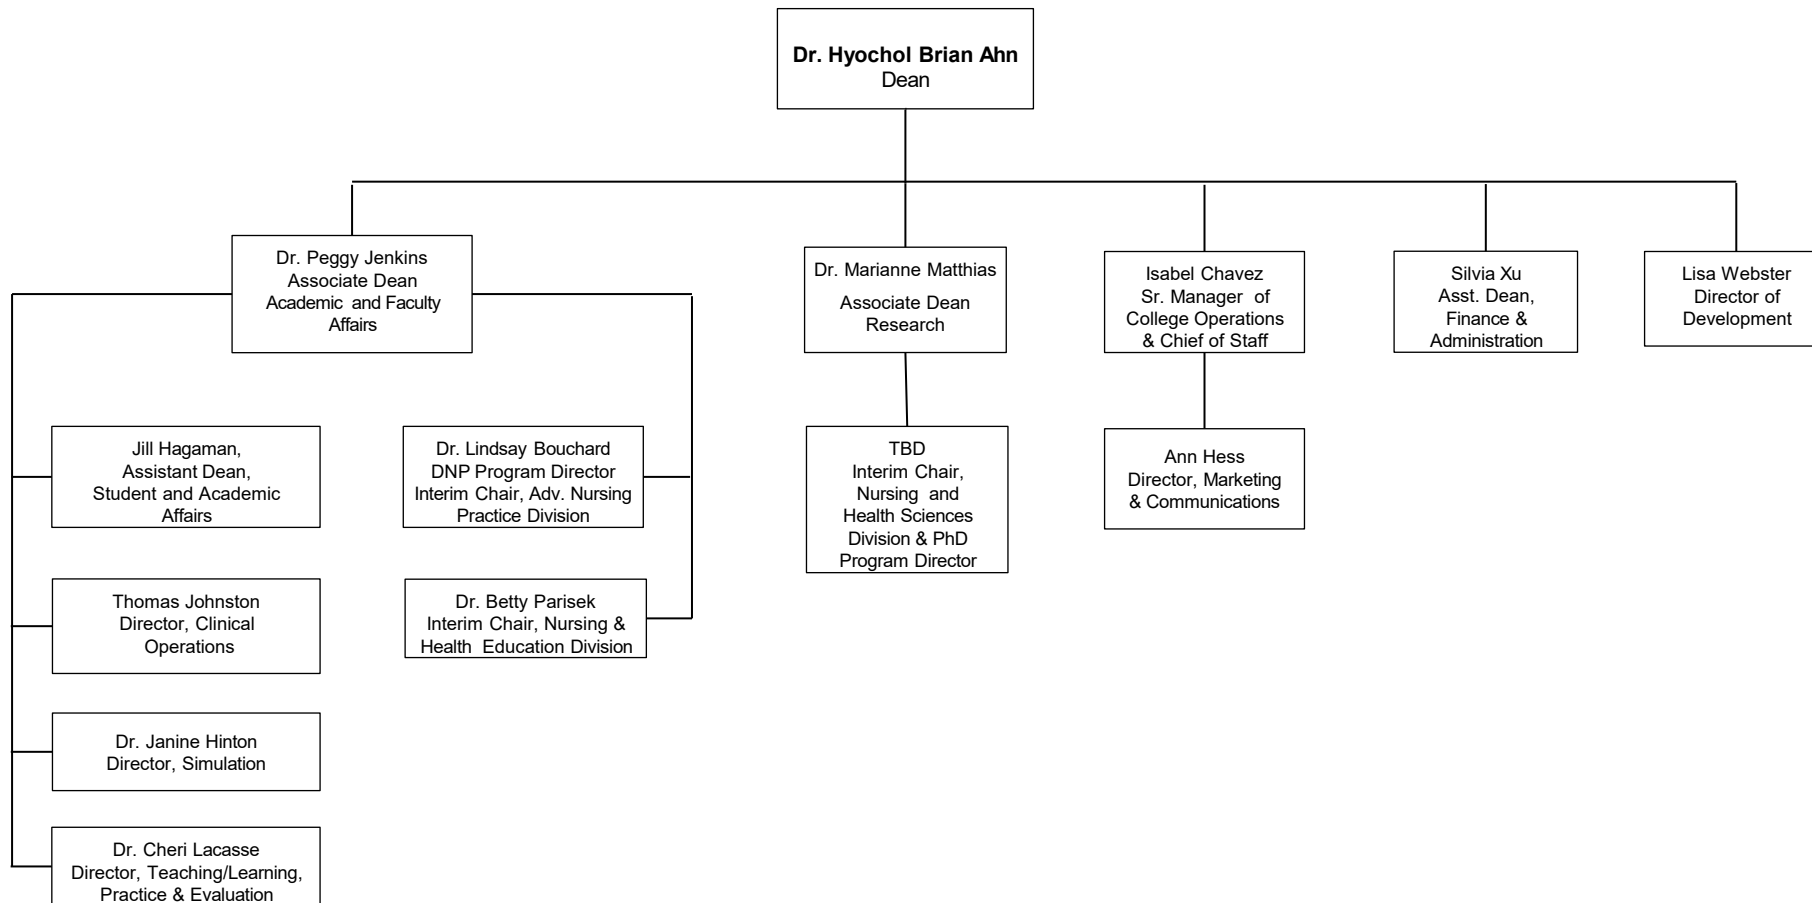 Dr. Hyochol Brian Ahn
Dean
Dr. Peggy Jenkins
Associate Dean
Academic and Faculty
Affairs
Dr. Marianne Matthias
Associate Dean
Research
Isabel Chavez
Sr. Manager of
College Operations
& Chief of Staff
Silvia Xu
Asst. Dean,
Finance &
Administration
Lisa Webster
Director of
Development
Jill Hagaman,
Assistant Dean,
Student and Academic
Affairs
Dr. Lindsay Bouchard
DNP Program Director
Interim Chair, Adv. Nursing
Practice Division
TBD
Interim Chair,
Nursing and
Health Sciences
Division & PhD
Program Director
Ann Hess
Director, Marketing
& Communications
Thomas Johnston
Director, Clinical
Operations
Dr. Betty Parisek
Interim Chair, Nursing &
Health Education Division
Dr. Janine Hinton
Director, Simulation
Dr. Cheri Lacasse
Director, Teaching/Learning,
Practice & Evaluation